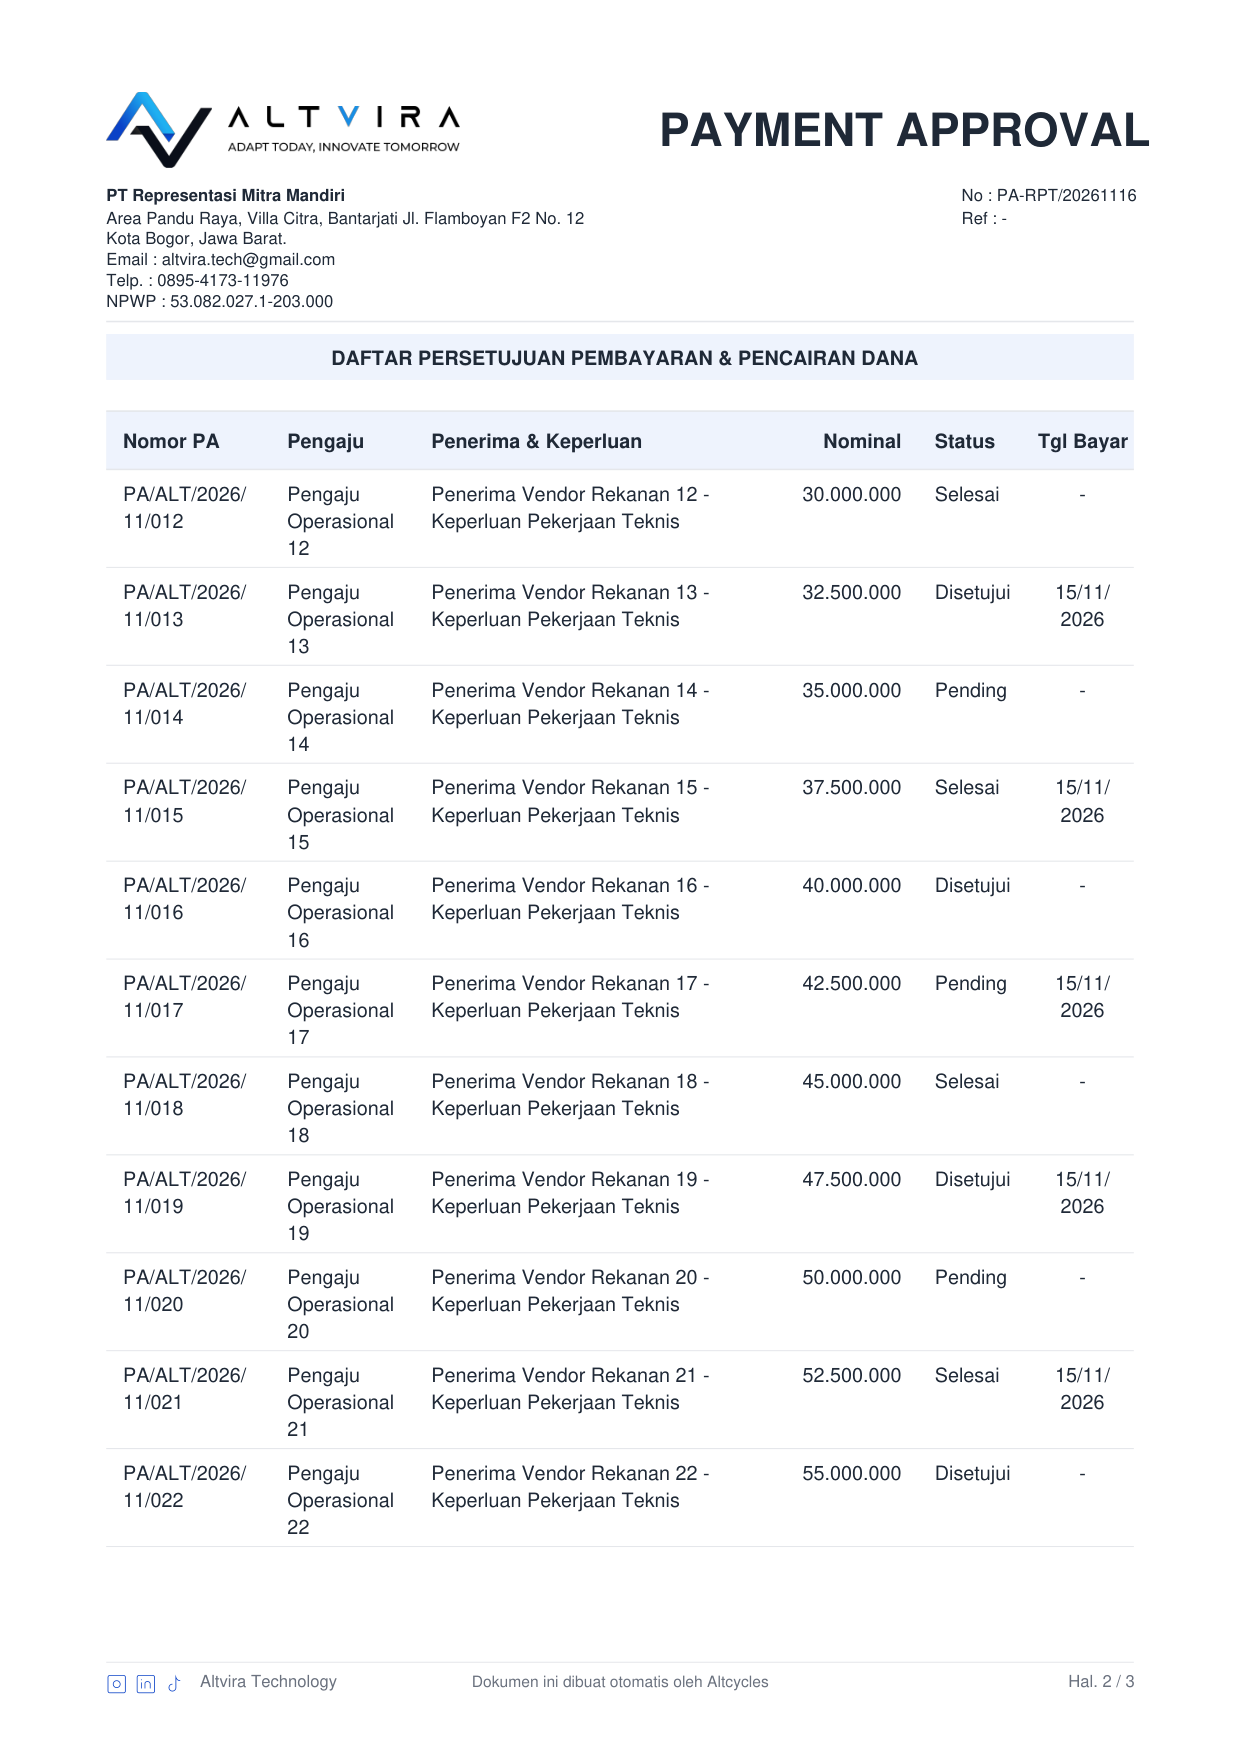 ALTVIRA
ADAPT TODAY, INNOVATE TOMORROW
PAYMENT APPROVAL
PT Representasi Mitra Mandiri
Area Pandu Raya, Villa Citra, Bantarjati Jl. Flamboyan F2 No. 12
Kota Bogor, Jawa Barat.
Email : altvira.tech@gmail.com
Telp. : 0895-4173-11976
NPWP : 53.082.027.1-203.000
No : PA-RPT/20261116
Ref : -
DAFTAR PERSETUJUAN PEMBAYARAN & PENCAIRAN DANA
Nomor PA Pengaju Penerima & Keperluan Nominal Status Tgl Bayar
PA/ALT/2026/ Pengaju Penerima Vendor Rekanan 12 - 30.000.000 Selesai -
11/012 Operasional Keperluan Pekerjaan Teknis
12
PA/ALT/2026/ Pengaju Penerima Vendor Rekanan 13 - 32.500.000 Disetujui 15/11/
11/013 Operasional Keperluan Pekerjaan Teknis 2026
13
PA/ALT/2026/ Pengaju Penerima Vendor Rekanan 14 - 35.000.000 Pending -
11/014 Operasional Keperluan Pekerjaan Teknis
14
PA/ALT/2026/ Pengaju Penerima Vendor Rekanan 15 - 37.500.000 Selesai 15/11/
11/015 Operasional Keperluan Pekerjaan Teknis 2026
15
PA/ALT/2026/ Pengaju Penerima Vendor Rekanan 16 - 40.000.000 Disetujui -
11/016 Operasional Keperluan Pekerjaan Teknis
16
PA/ALT/2026/ Pengaju Penerima Vendor Rekanan 17 - 42.500.000 Pending 15/11/
11/017 Operasional Keperluan Pekerjaan Teknis 2026
17
PA/ALT/2026/ Pengaju Penerima Vendor Rekanan 18 - 45.000.000 Selesai -
11/018 Operasional Keperluan Pekerjaan Teknis
18
PA/ALT/2026/ Pengaju Penerima Vendor Rekanan 19 - 47.500.000 Disetujui 15/11/
11/019 Operasional Keperluan Pekerjaan Teknis 2026
19
PA/ALT/2026/ Pengaju Penerima Vendor Rekanan 20 - 50.000.000 Pending -
11/020 Operasional Keperluan Pekerjaan Teknis
20
PA/ALT/2026/ Pengaju Penerima Vendor Rekanan 21 - 52.500.000 Selesai 15/11/
11/021 Operasional Keperluan Pekerjaan Teknis 2026
21
PA/ALT/2026/ Pengaju Penerima Vendor Rekanan 22 - 55.000.000 Disetujui -
11/022 Operasional Keperluan Pekerjaan Teknis
22
Altvira Technology Dokumen ini dibuat otomatis oleh Altcycles Hal. 2 / 3